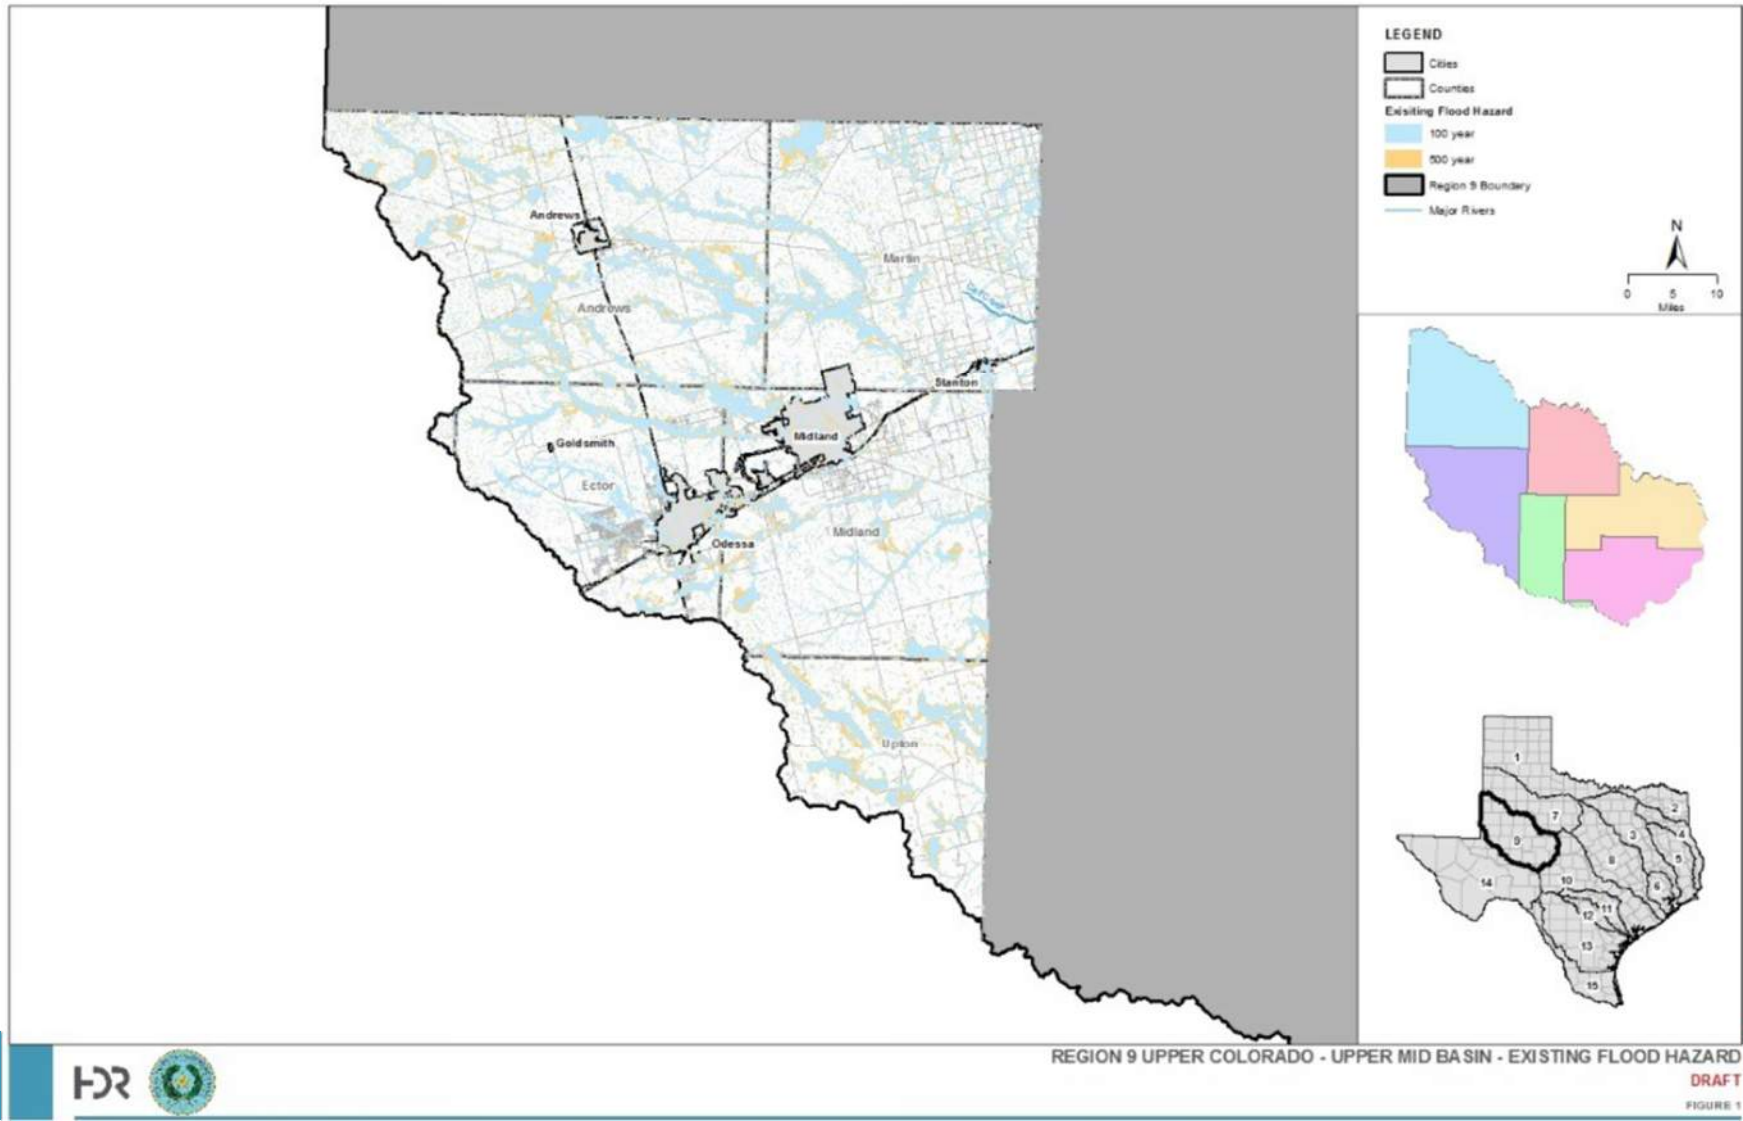 LEGEND
Cities
Counties
Exisiting Flood Hazard
100 year
500 year
Region 9 Boundary
Major Rivers
N
0 5 10
Miles
Andrews
Martin
Andrews
Stanton
Midland
Goldsmith
Ector
Midland
Odessa
Upton
1
2
7
3
4
9
8
5
6
14
10
11
12
13
15
HDR
REGION 9 UPPER COLORADO - UPPER MID BASIN - EXISTING FLOOD HAZARD
DRAFT
FIGURE 1